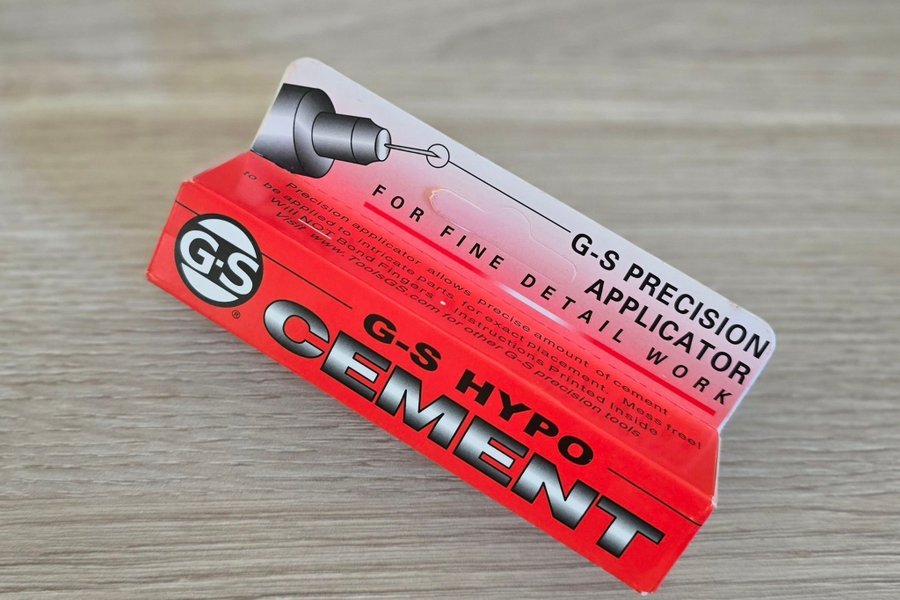 G-S PRECISION
APPLICATOR
FOR FINE DETAIL WORK
Precision applicator allows precise amount of cement
to be applied to intricate parts, for exact placement. Mess free!
Will NOT Bond Fingers • Instructions Printed Inside
Visit www.ToolsGS.com for other G-S precision tools
G-S
®
G-S HYPO
CEMENT